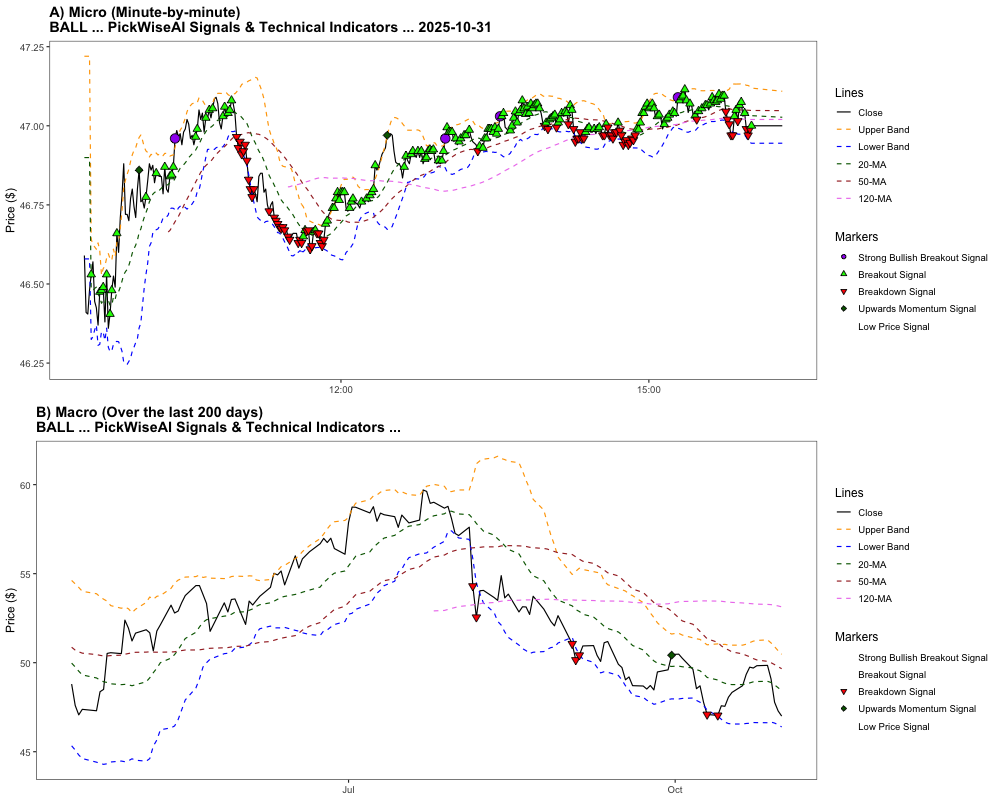 A) Micro (Minute-by-minute)
BALL ... PickWiseAI Signals & Technical Indicators ... 2025-10-31
47.25
47.00
46.75
46.50
46.25
Price ($)
12:00
15:00
Lines
Close
Upper Band
Lower Band
20-MA
50-MA
120-MA
Markers
Strong Bullish Breakout Signal
Breakout Signal
Breakdown Signal
Upwards Momentum Signal
Low Price Signal
B) Macro (Over the last 200 days)
BALL ... PickWiseAI Signals & Technical Indicators ...
60
55
50
45
Price ($)
Jul
Oct
Lines
Close
Upper Band
Lower Band
20-MA
50-MA
120-MA
Markers
Strong Bullish Breakout Signal
Breakout Signal
Breakdown Signal
Upwards Momentum Signal
Low Price Signal